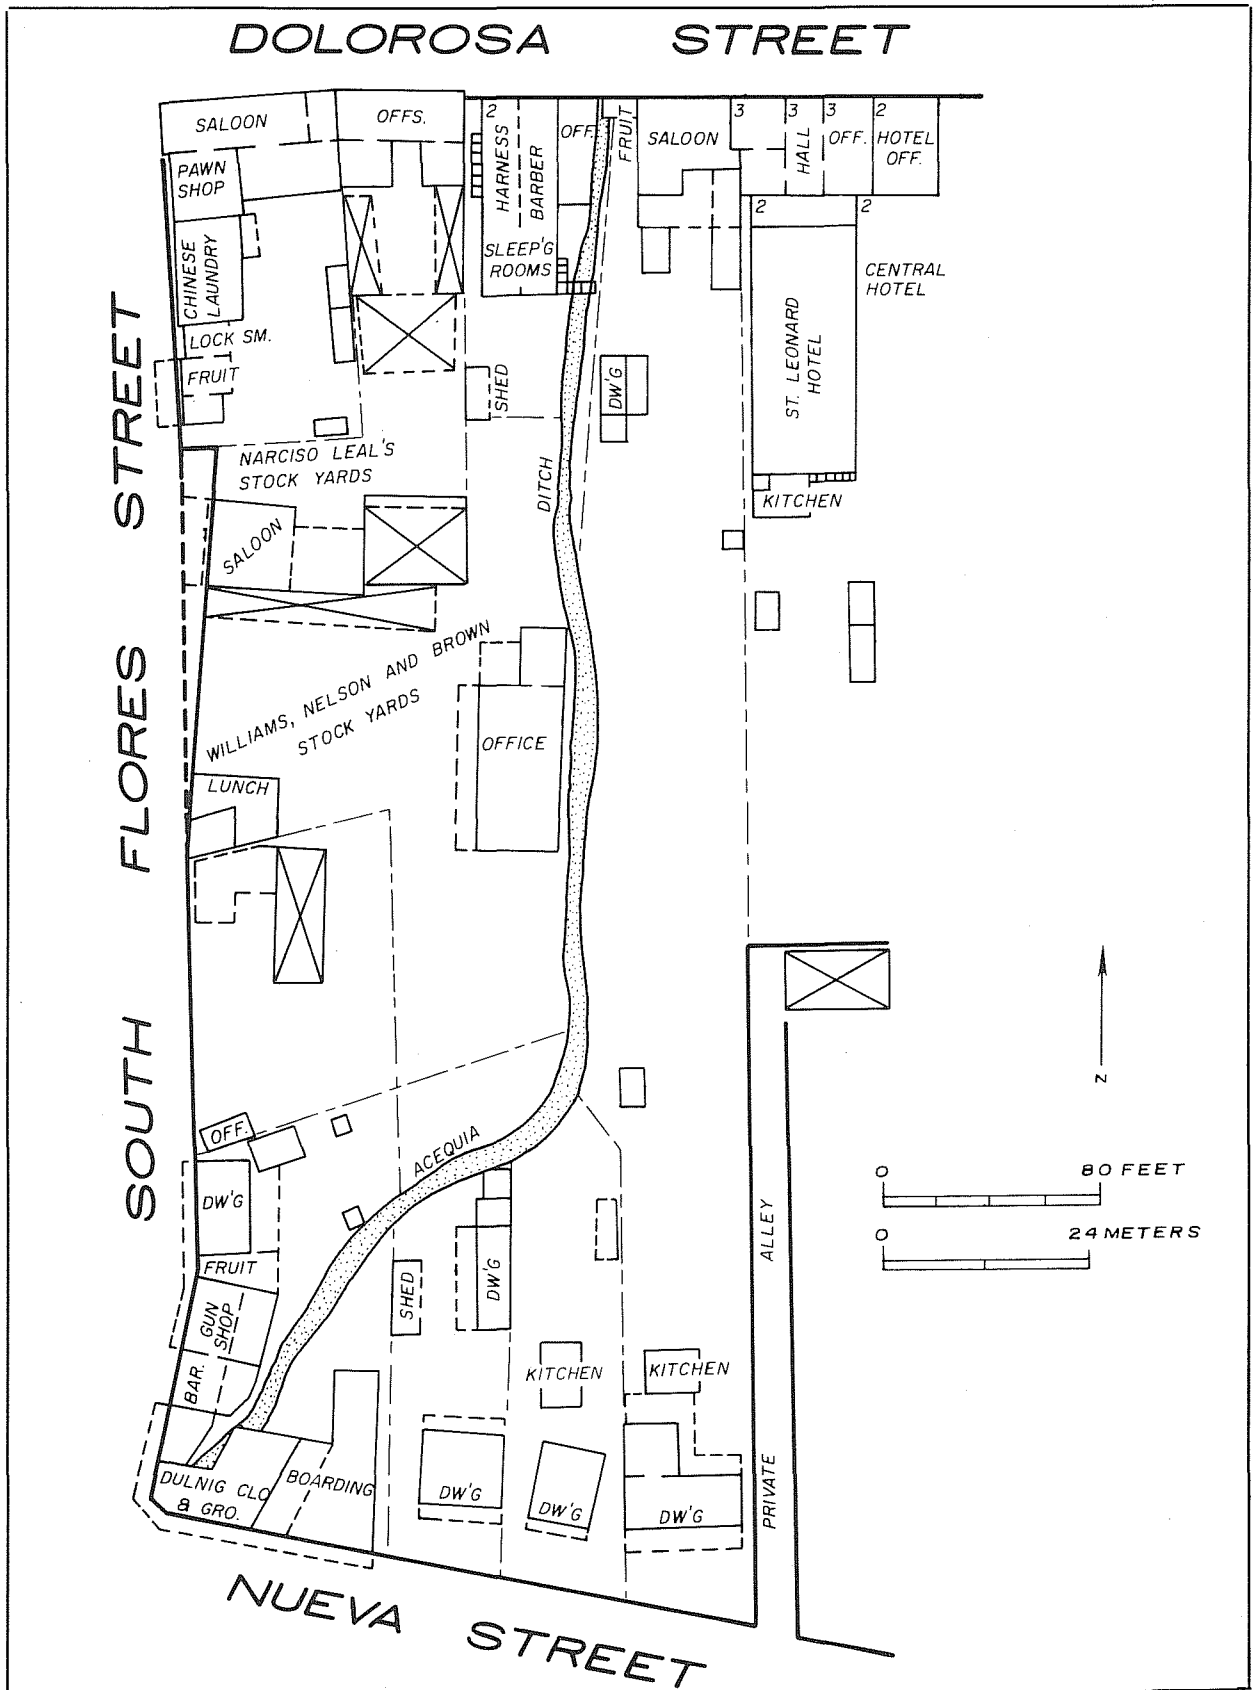 DOLOROSA STREET
SALOON
OFFS.
2
HARNESS
BARBER
OFF.
FRUIT
SALOON
3
3
HALL
3
OFF.
2
HOTEL
OFF.
PAWN
SHOP
CHINESE
LAUNDRY
SLEEP'G
ROOMS
2
2
CENTRAL
HOTEL
ST. LEONARD
HOTEL
LOCK SM.
FRUIT
SHED
DW'G
NARCISO LEAL'S
STOCK YARDS
DITCH
KITCHEN
SALOON
SOUTH FLORES STREET
WILLIAMS, NELSON AND BROWN
STOCK YARDS
OFFICE
LUNCH
N
OFF.
ACEQUIA
DW'G
FRUIT
GUN
SHOP
BAR.
SHED
DW'G
KITCHEN
KITCHEN
PRIVATE ALLEY
0 80 FEET
0 24 METERS
DULNIG CLO
& GRO.
BOARDING
DW'G
DW'G
DW'G
NUEVA STREET